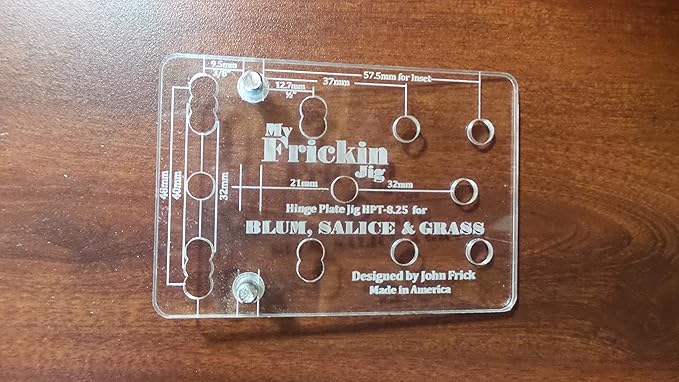 9.5mm
3/8"
57.5mm for Inset
37mm
12.7mm
½"
My
Frickin
Jig
48mm
40mm
32mm
21mm
32mm
Hinge Plate Jig HPT-8.25 for
BLUM, SALICE & GRASS
Designed by John Frick
Made in America